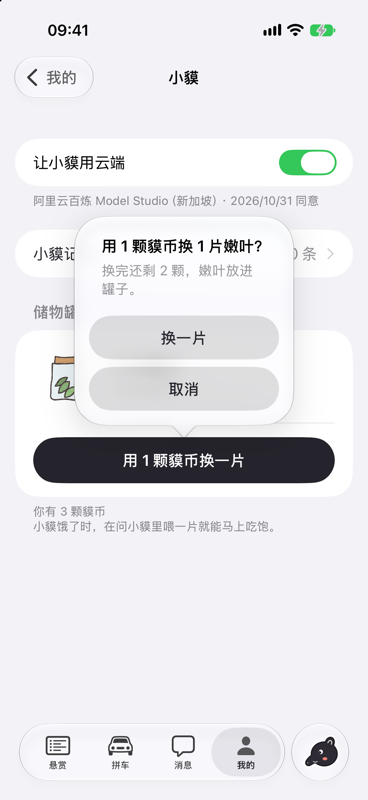 09:41
我的
小貘
让小貘用云端
阿里云百炼 Model Studio (新加坡) · 2026/10/31 同意
小貘记
0 条
用 1 颗貘币换 1 片嫩叶?
换完还剩 2 颗，嫩叶放进
罐子。
换一片
取消
储物罐
用 1 颗貘币换一片
你有 3 颗貘币
小貘饿了时，在问小貘里喂一片就能马上吃饱。
悬赏
拼车
消息
我的